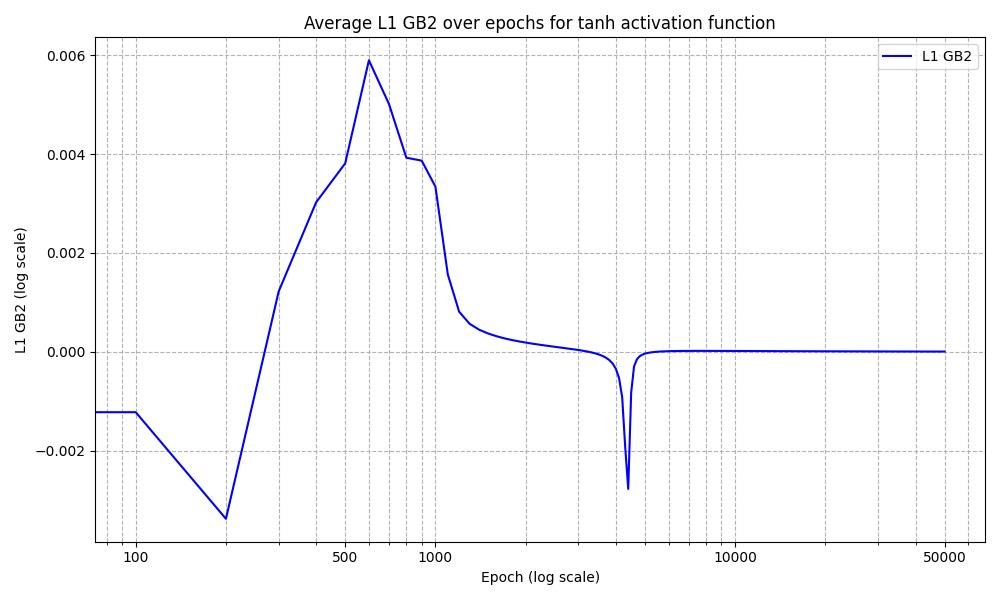 Average L1 GB2 over epochs for tanh activation function
L1 GB2
0.006
0.004
0.002
0.000
−0.002
L1 GB2 (log scale)
100
500
1000
10000
50000
Epoch (log scale)